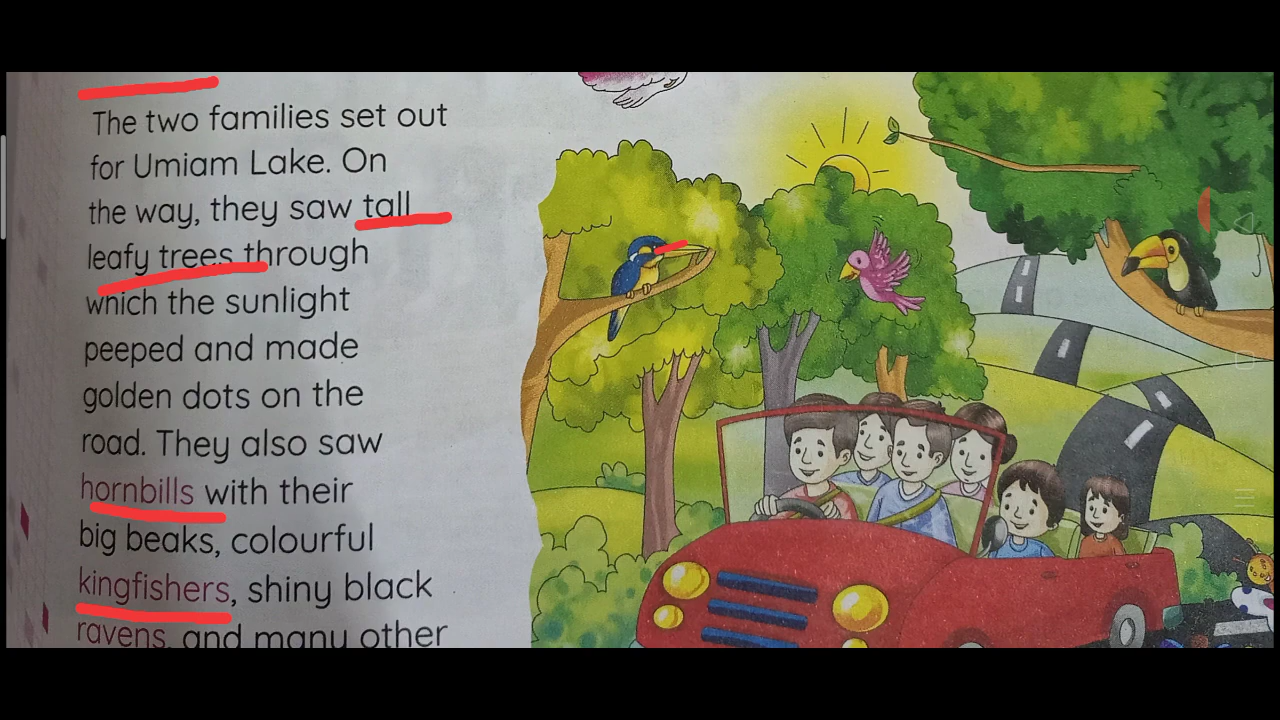 The two families set out
for Umiam Lake. On
the way, they saw tall
leafy trees through
which the sunlight
peeped and made
golden dots on the
road. They also saw
hornbills with their
big beaks, colourful
kingfishers, shiny black
ravens, and many other